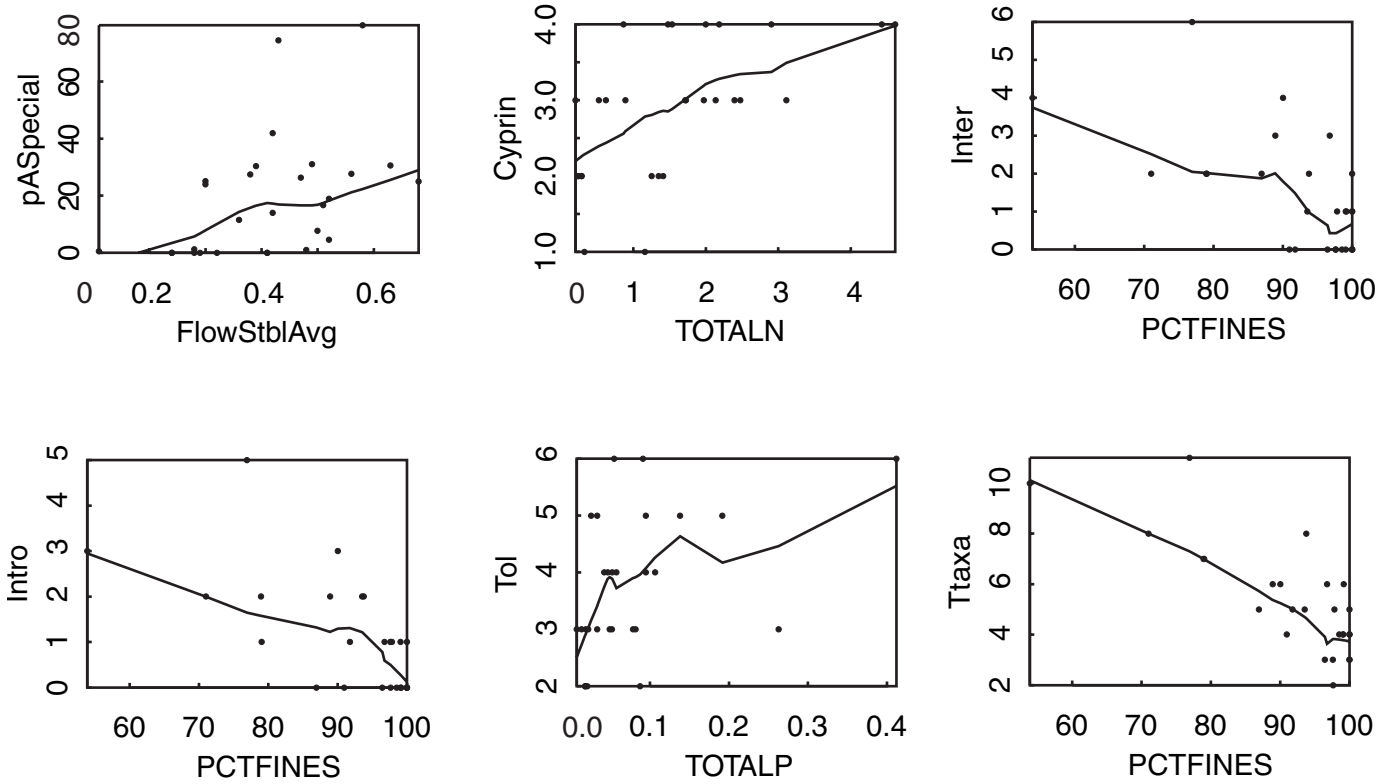 80
60
40
20
0
pASpecial
0 0.2 0.4 0.6
FlowStblAvg
4.0
3.0
2.0
1.0
Cyprin
0 1 2 4
TOTALN
6
5
4
3
2
1
0
Inter
60 70 80 90 100
PCTFINES
5
4
3
2
1
0
Intro
60 70 80 90 100
PCTFINES
6
5
4
3
2
Tol
0.0 0.1 0.2 0.3 0.4
TOTALP
10
8
6
4
2
Ttaxa
60 70 80 90 100
PCTFINES